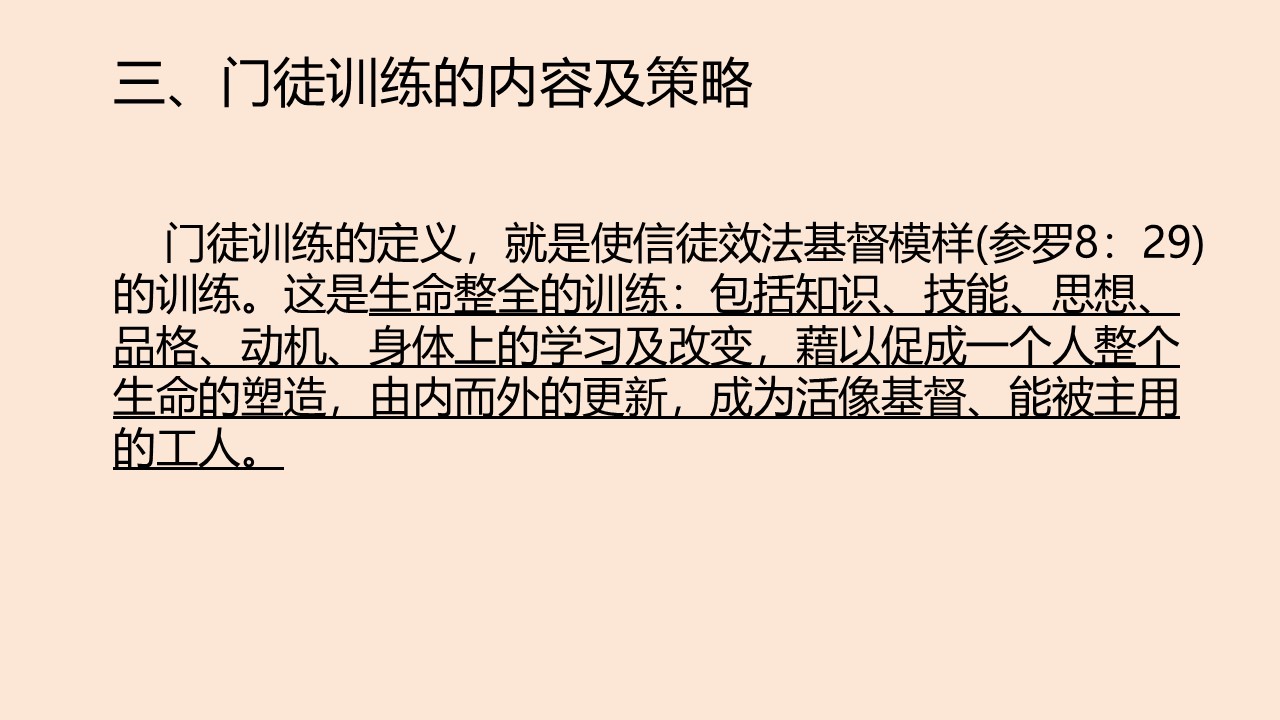 三、门徒训练的内容及策略
门徒训练的定义，就是使信徒效法基督模样(参罗8：29)
的训练。这是生命整全的训练：包括知识、技能、思想、
品格、动机、身体上的学习及改变，藉以促成一个人整个
生命的塑造，由内而外的更新，成为活像基督、能被主用
的工人。